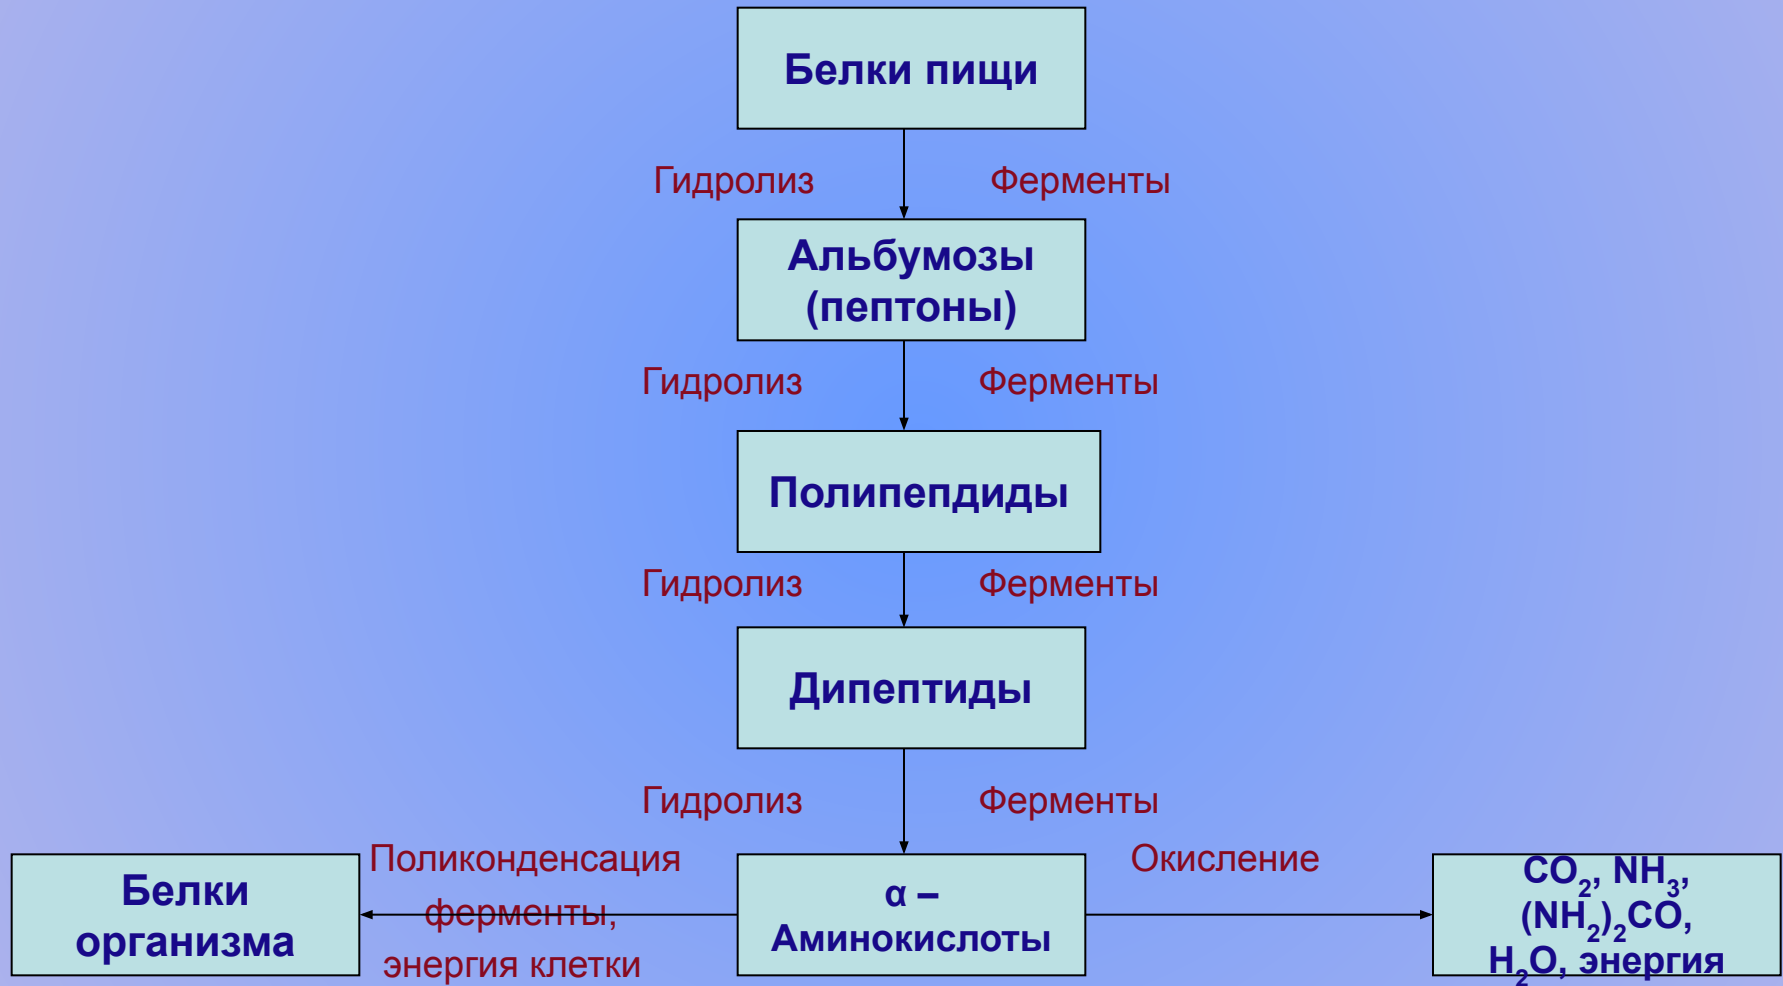 Белки пищи
Гидролиз Ферменты
Альбумозы
(пептоны)
Гидролиз Ферменты
Полипепдиды
Гидролиз Ферменты
Дипептиды
Гидролиз Ферменты
Белки
организма
Поликонденсация
ферменты,
энергия клетки
α –
Аминокислоты
Окисление
CO₂, NH₃,
(NH₂)₂CO,
H₂O, энергия